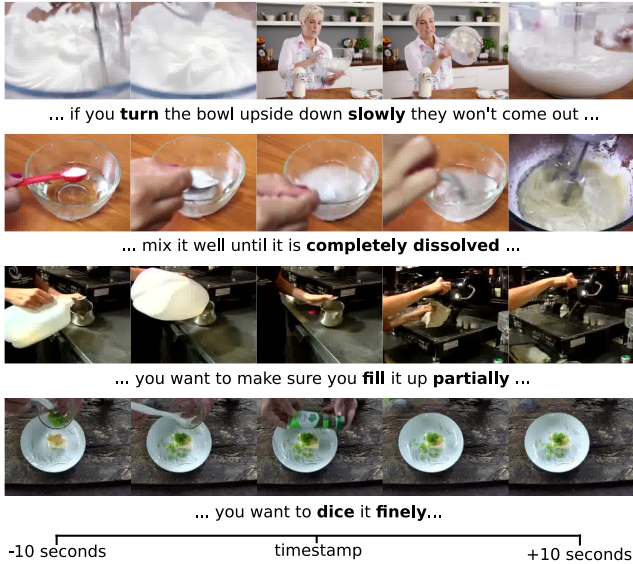 ... if you turn the bowl upside down slowly they won't come out ...
... mix it well until it is completely dissolved ...
... you want to make sure you fill it up partially ...
... you want to dice it finely...
-10 seconds
timestamp
+10 seconds